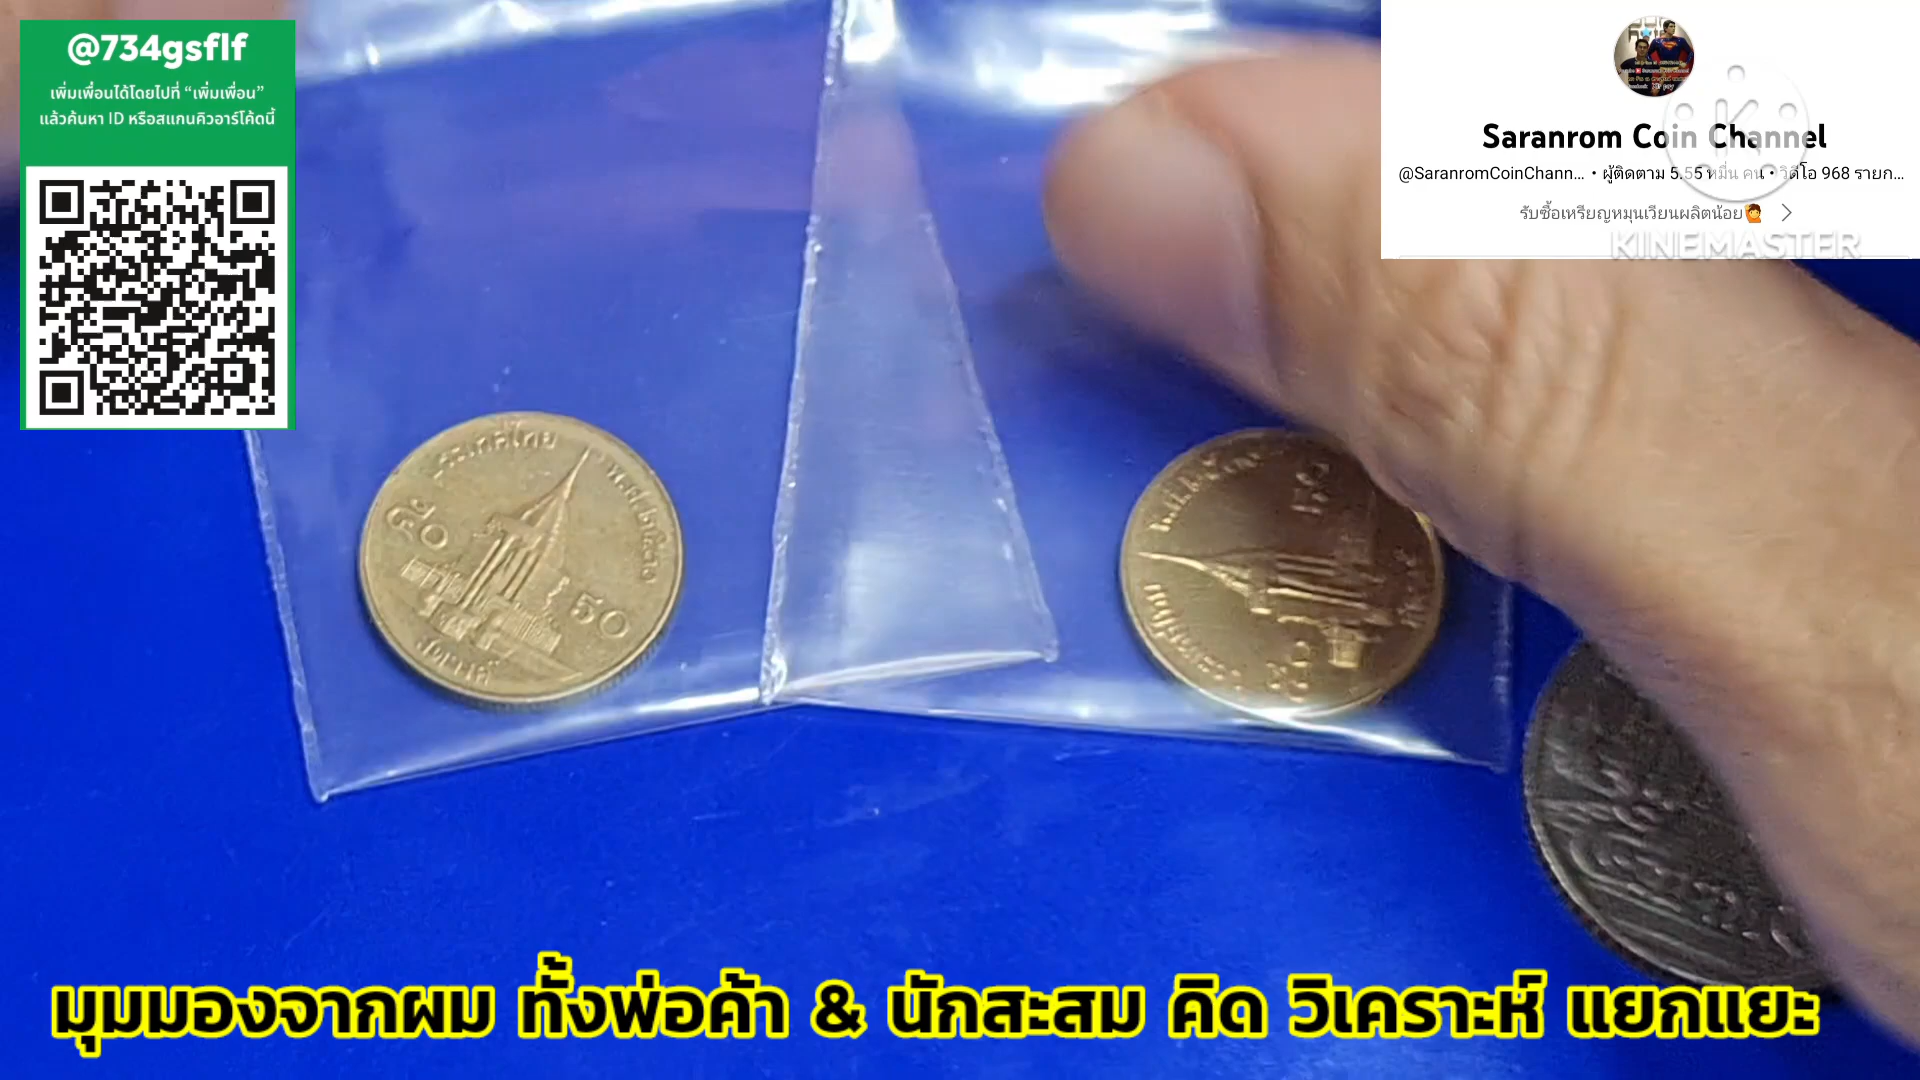 @734gsflf
เพิ่มเพื่อนได้โดยไปที่ “เพิ่มเพื่อน”
แล้วค้นหา ID หรือสแกนคิวอาร์โค้ดนี้
Saranrom Coin Channel
@SaranromCoinChann... • ผู้ติดตาม 5.55 หมื่น คน • วิดีโอ 968 รายก...
รับซื้อเหรียญหมุนเวียนผลิตน้อย🙋 >
KINEMASTER
ประเทศไทย
๕๐
50
สตางค์
มุมมองจากผม ทั้งพ่อค้า & นักสะสม คิด วิเคราะห์ แยกแยะ